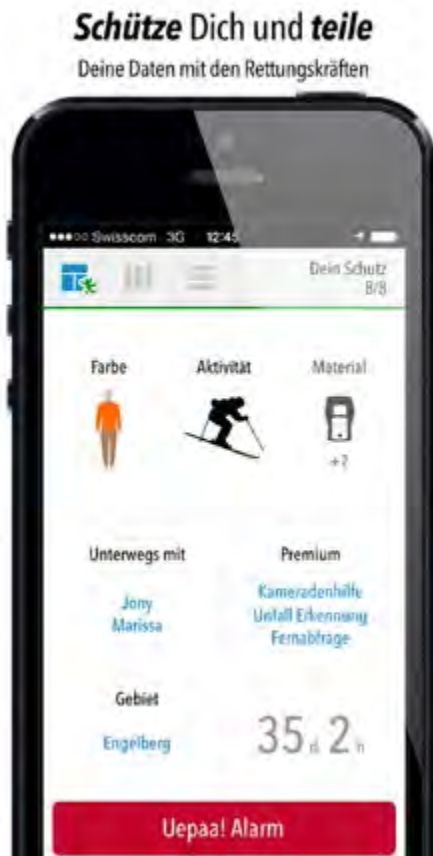 Schütze Dich und teile
Deine Daten mit den Rettungskräften
Swisscom 3G 12:45
Dein Schutz
8/8
Farbe Aktivität Material
+?
Unterwegs mit Premium
Jony
Marissa
Kameradenhilfe
Unfall Erkennung
Fernabfrage
Gebiet
Engelberg
35 d 2 h
Uepaa! Alarm